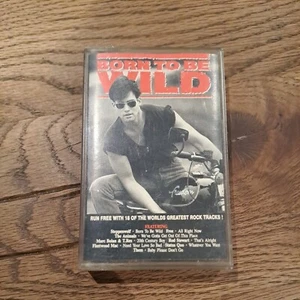 BORN TO BE
WILD
RUN FREE WITH 18 OF THE WORLDS GREATEST ROCK TRACKS !
FEATURING
Steppenwolf - Born To Be Wild Free - All Right Now
The Animals - We've Gotta Get Out Of This Place
Marc Bolan & T.Rex - 20th Century Boy Rod Stewart - That's Alright
Fleetwood Mac - Need Your Love So Bad Status Quo - Whatever You Want
Them - Baby Please Don't Go